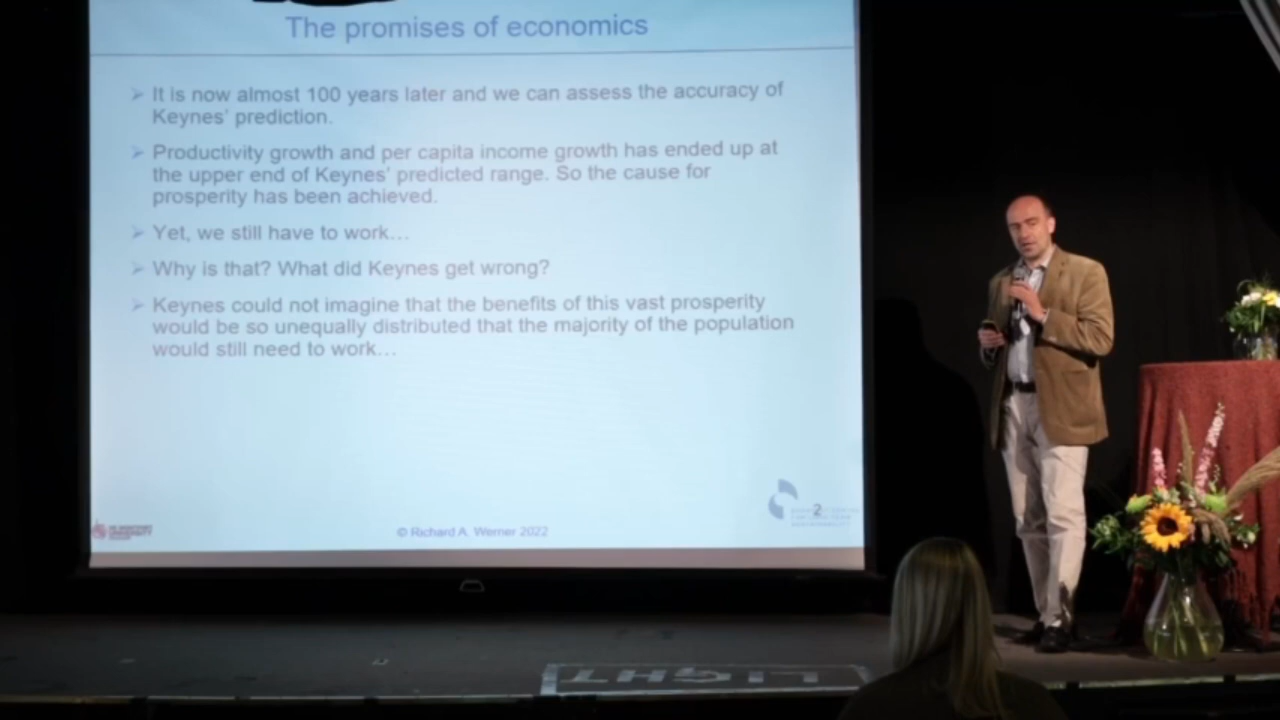 The promises of economics
➢ It is now almost 100 years later and we can assess the accuracy of
Keynes' prediction.
➢ Productivity growth and per capita income growth has ended up at
the upper end of Keynes' predicted range. So the cause for
prosperity has been achieved.
➢ Yet, we still have to work…
➢ Why is that? What did Keynes get wrong?
➢ Keynes could not imagine that the benefits of this vast prosperity
would be so unequally distributed that the majority of the population
would still need to work…
2
© Richard A. Werner 2022
LIGHT